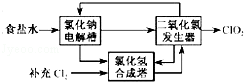 食盐水
氯化钠
电解槽
二氧化氯
发生器
ClO₂
补充Cl₂
氯化氢
合成塔